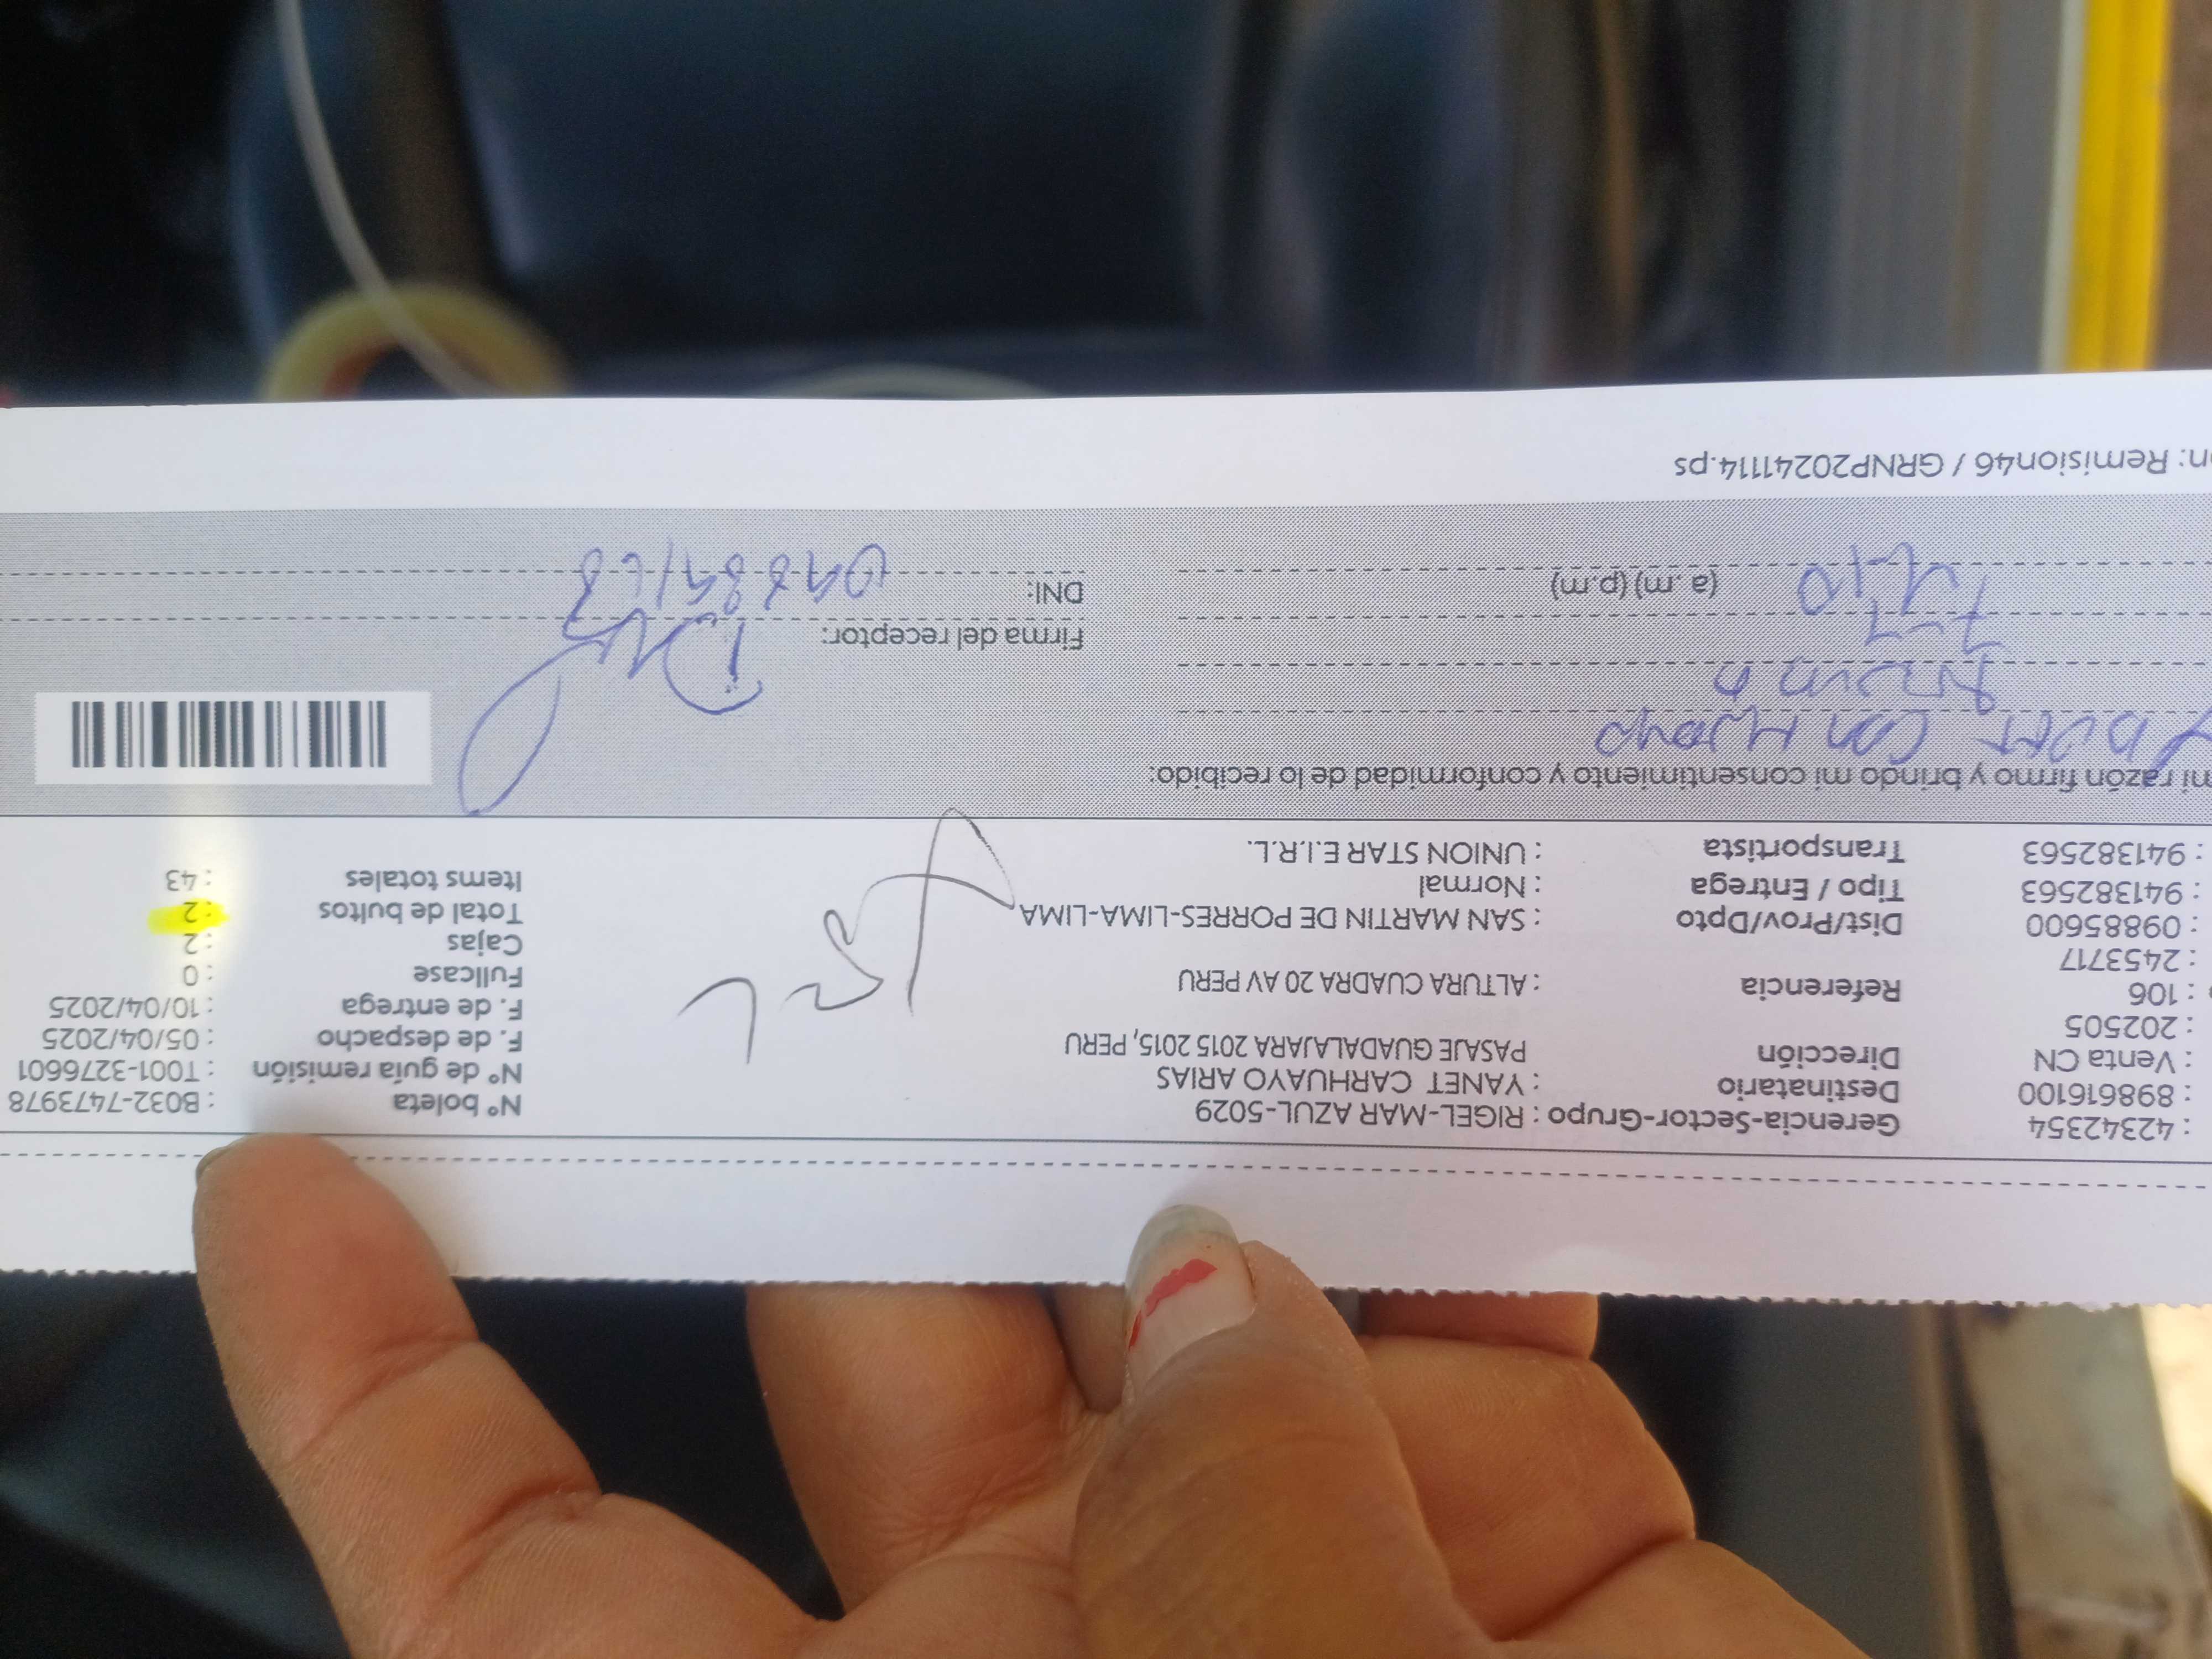 : 42342354 Gerencia-Sector-Grupo : RIGEL-MAR AZUL-5029 N° boleta : B032-7473978
: 898616100 Destinatario : YANET CARHUAYO ARIAS N° de guía remisión : T001-3276601
: Venta CN Dirección PASAJE GUADALAJARA 2015 2015, PERU F. de despacho : 05/04/2025
: 202505 F. de entrega : 10/04/2025
: 106 Referencia : ALTURA CUADRA 20 AV PERU Fullcase : 0
: 2453717 Cajas : 2
: 09885600 Dist/Prov/Dpto : SAN MARTIN DE PORRES-LIMA-LIMA Total de bultos : 2
: 941382563 Tipo / Entrega : Normal Items totales : 43
: 941382563 Transportista : UNION STAR E.I.R.L.
mi razón firmo y brindo mi consentimiento y conformidad de lo recibido:
Firma del receptor:
(a. m) (p.m) DNI:
n: Remision46 / GRNP20241114.ps